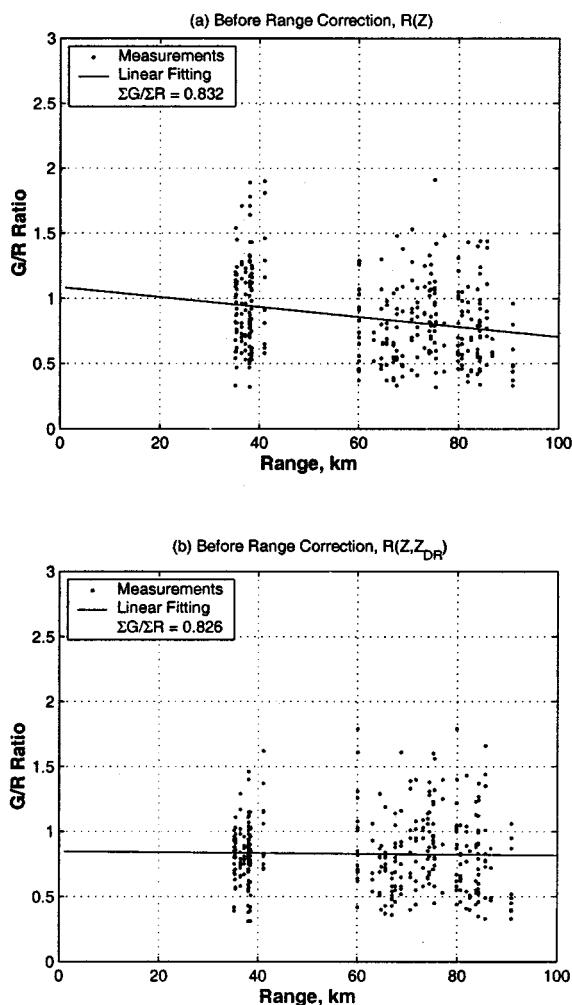 (a) Before Range Correction, R(Z)
3
Measurements
Linear Fitting
ΣG/ΣR = 0.832
2.5
2
1.5
1
0.5
0
G/R Ratio
0 20 40 60 80 100
Range, km
(b) Before Range Correction, R(Z,Z_DR)
3
Measurements
Linear Fitting
ΣG/ΣR = 0.826
2.5
2
1.5
1
0.5
0
G/R Ratio
0 20 40 60 80 100
Range, km